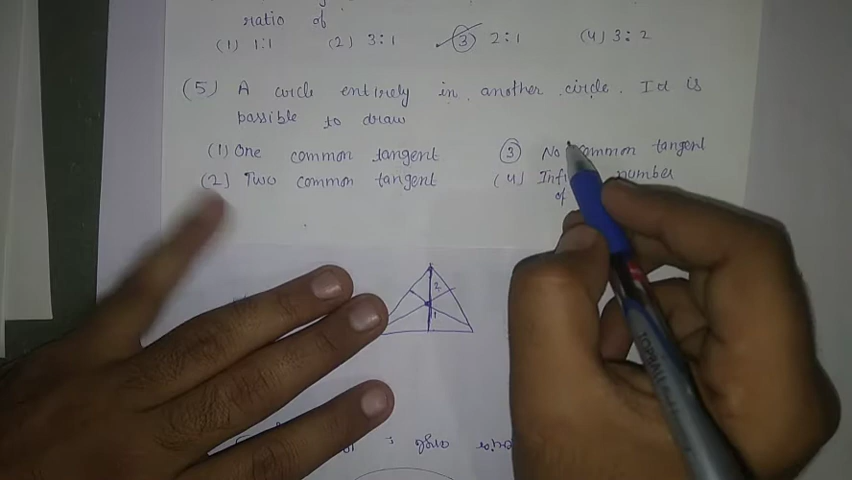 ratio of
(1) 1:1 (2) 3:1 (3) 2:1 (4) 3:2
(5) A circle entirely in another circle. It is
possible to draw
(1) One common tangent (3) No common tangent
(2) Two common tangent (4) number
of
2
1